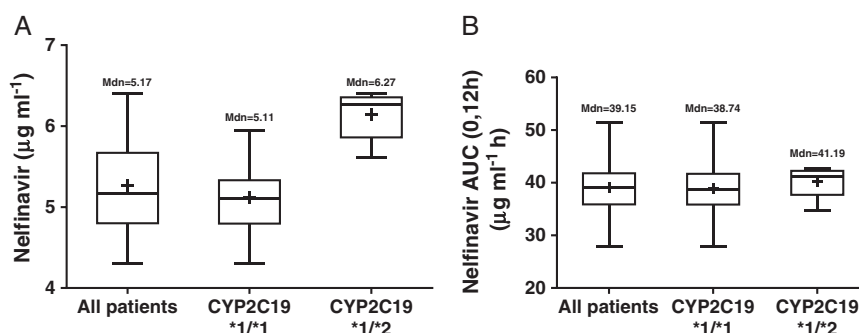 A
Nelfinavir (μg ml⁻¹)
7
6
5
4
Mdn=5.17
Mdn=5.11
Mdn=6.27
All patients
CYP2C19
*1/*1
CYP2C19
*1/*2
B
Nelfinavir AUC (0,12h)
(μg ml⁻¹ h)
60
50
40
30
20
Mdn=39.15
Mdn=38.74
Mdn=41.19
All patients
CYP2C19
*1/*1
CYP2C19
*1/*2